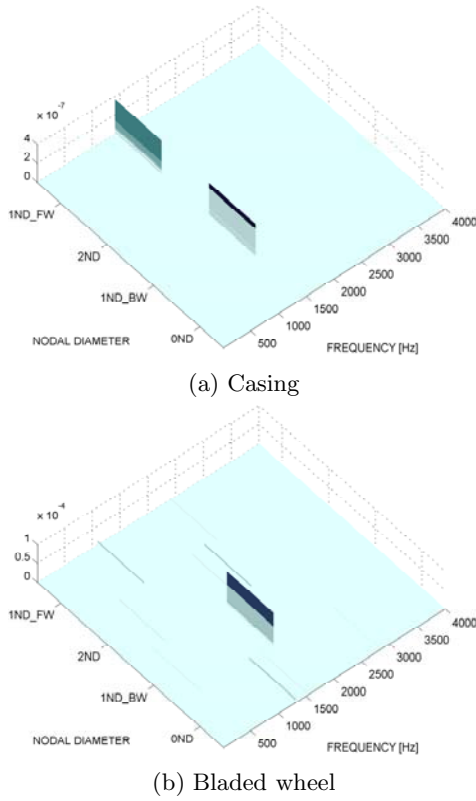 × 10⁻⁷
4
2
0
1ND_FW
2ND
1ND_BW
0ND
NODAL DIAMETER
500
1000
1500
2000
2500
3000
3500
4000
FREQUENCY [Hz]
(a) Casing
× 10⁻⁴
1
0.5
0
1ND_FW
2ND
1ND_BW
0ND
NODAL DIAMETER
500
1000
1500
2000
2500
3000
3500
4000
FREQUENCY [Hz]
(b) Bladed wheel